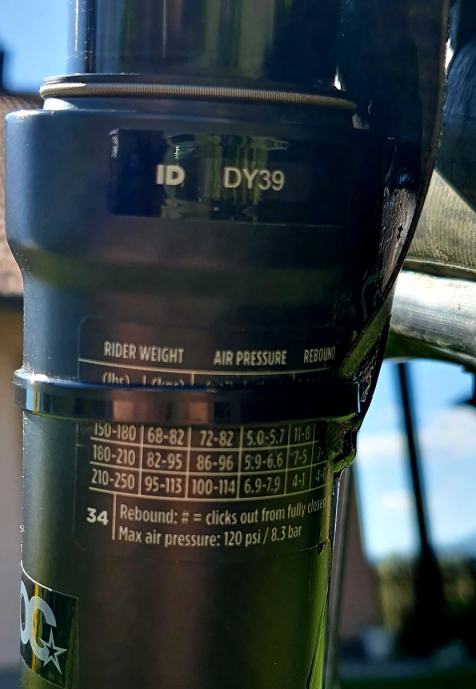 ID DY39
RIDER WEIGHT AIR PRESSURE REBOUND
(lbs) (kgs)
150-180 68-82 72-82 5.0-5.7 11-8
180-210 82-95 86-96 5.9-6.6 7-5
210-250 95-113 100-114 6.9-7.9 4-1
34 Rebound: # = clicks out from fully closed
Max air pressure: 120 psi / 8.3 bar